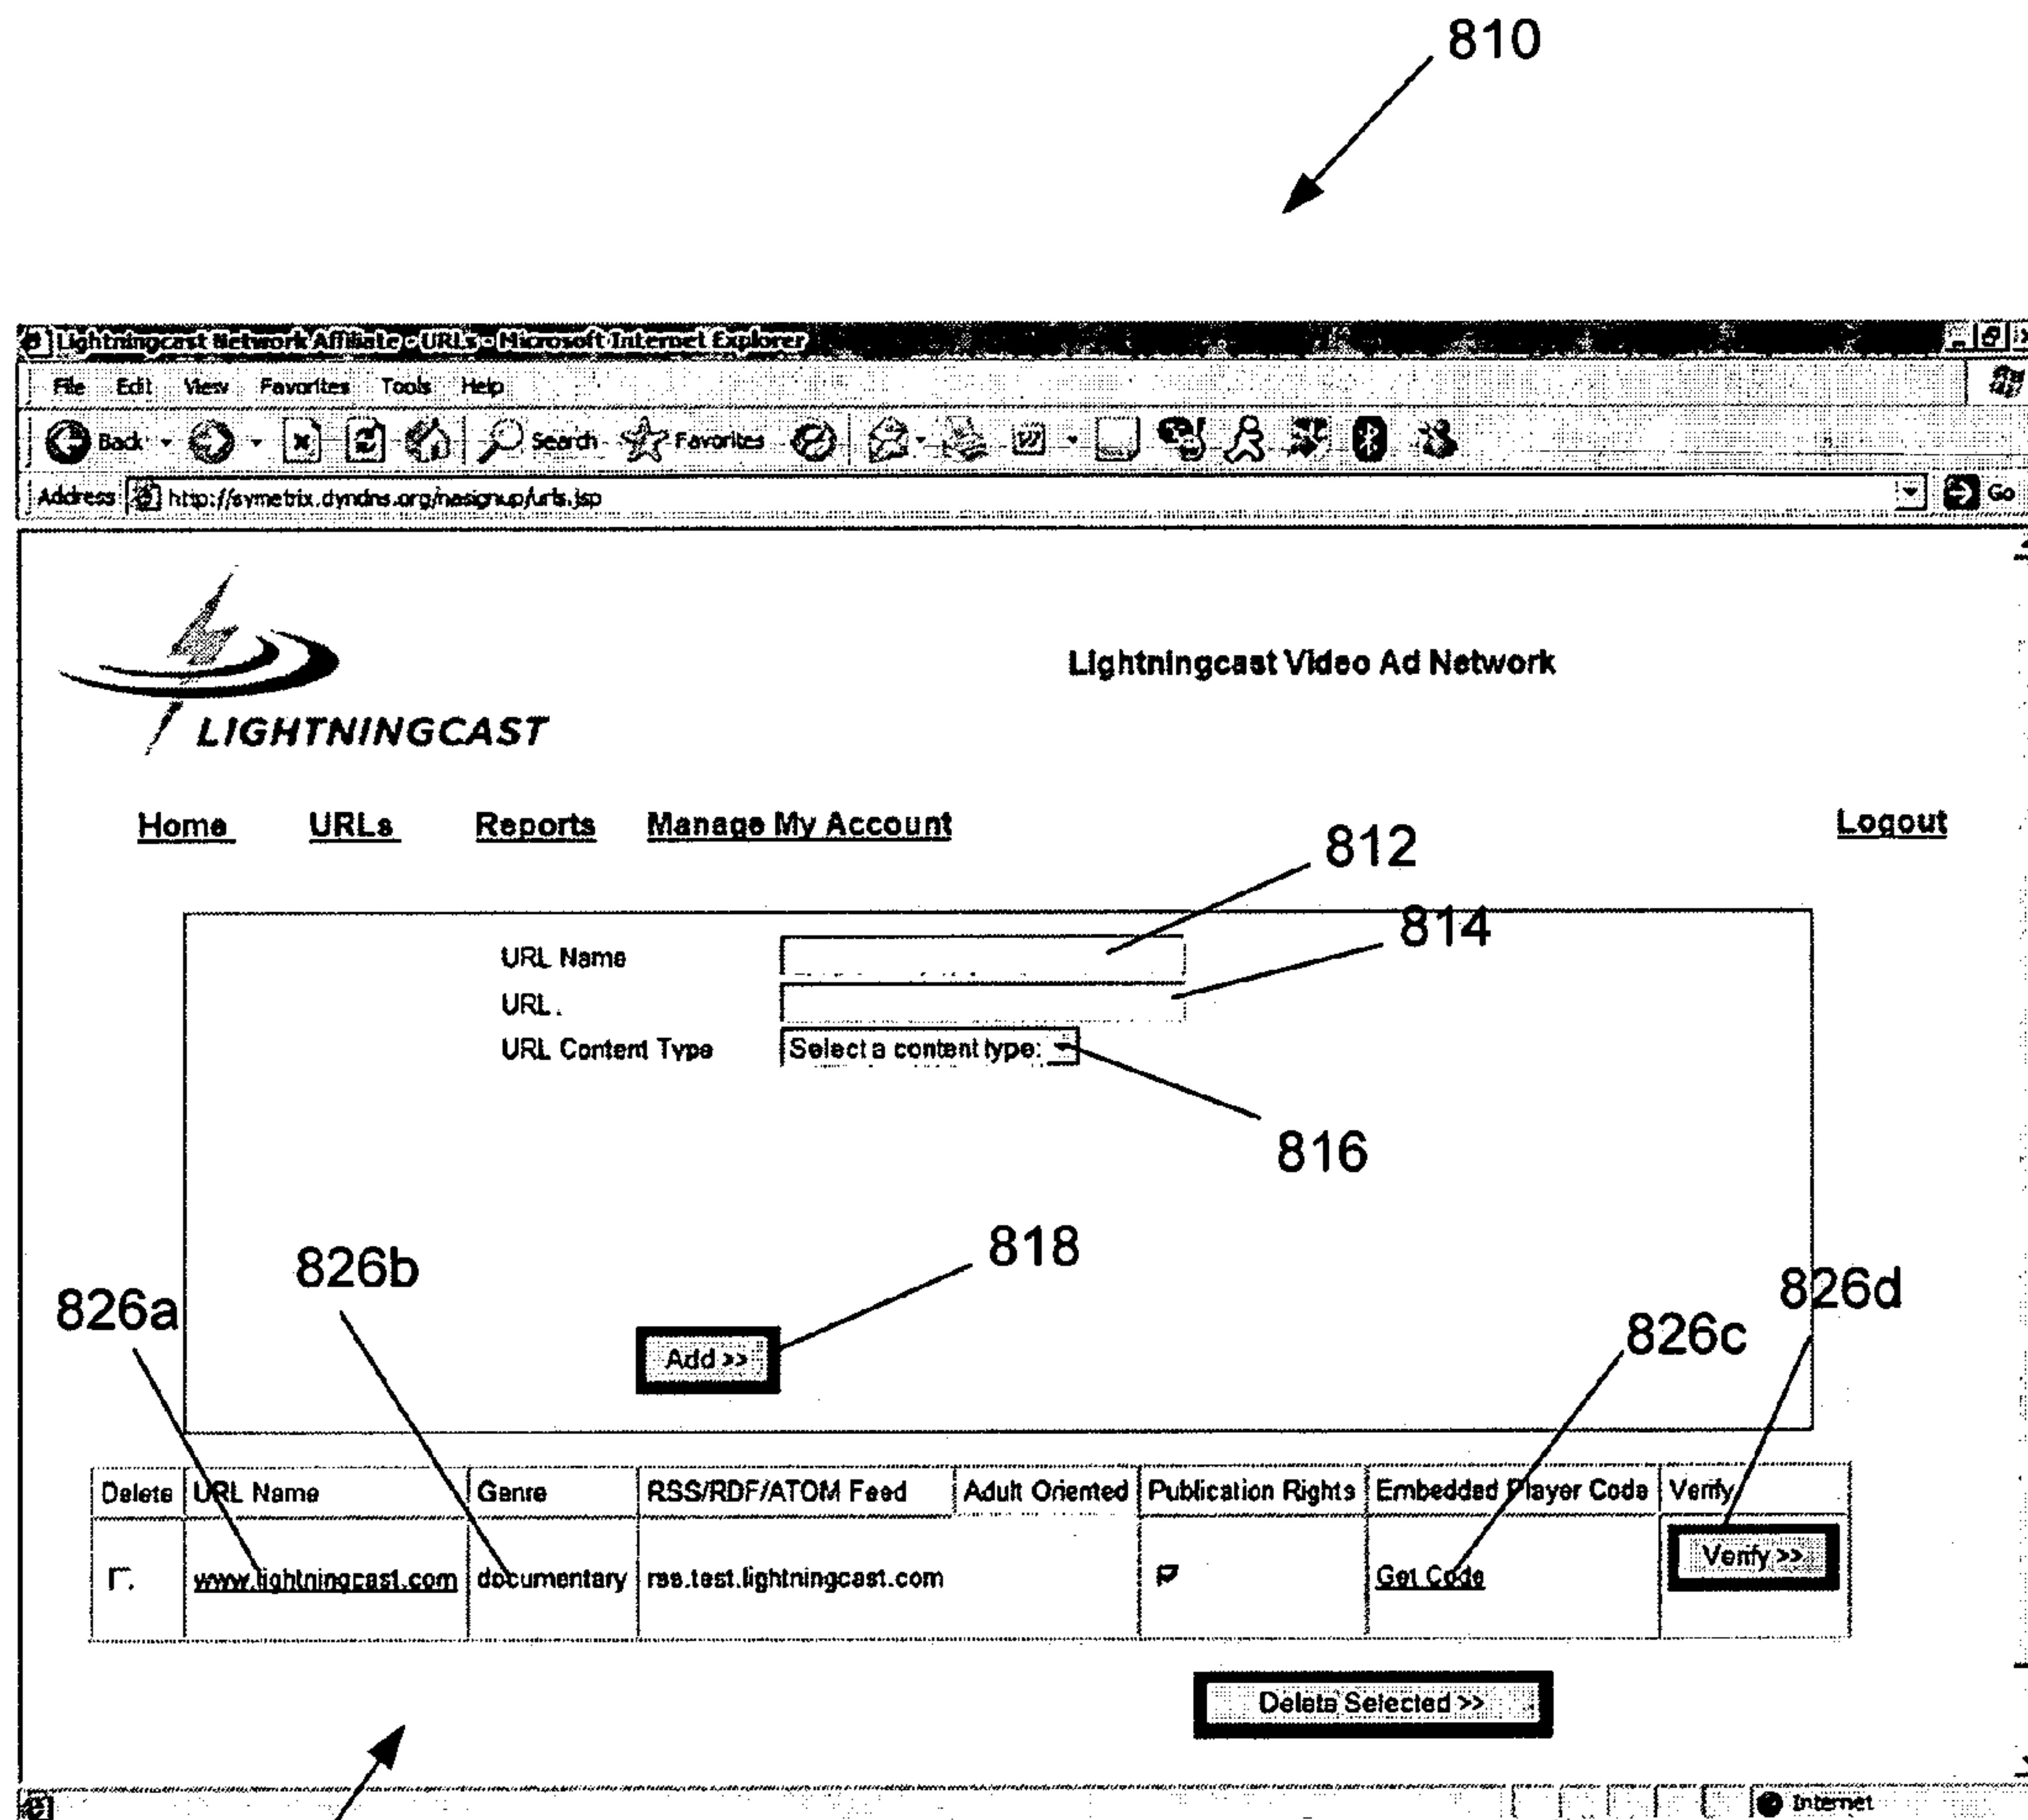 810
Lightningcast Network Affiliate - URLs - Microsoft Internet Explorer
File Edit View Favorites Tools Help
Back Search Favorites
Address http://symetrix.dyndns.org/nasignup/urls.jsp Go
Lightningcast Video Ad Network
LIGHTNINGCAST
Home URLs Reports Manage My Account Logout
812
814
URL Name
URL
URL Content Type Select a content type:
816
818
826a 826b 826c 826d
Add >>
Delete URL Name Genre RSS/RDF/ATOM Feed Adult Oriented Publication Rights Embedded Player Code Verify
www.lightningcast.com documentary rss.test.lightningcast.com Get Code Verify >>
Delete Selected >>
Internet